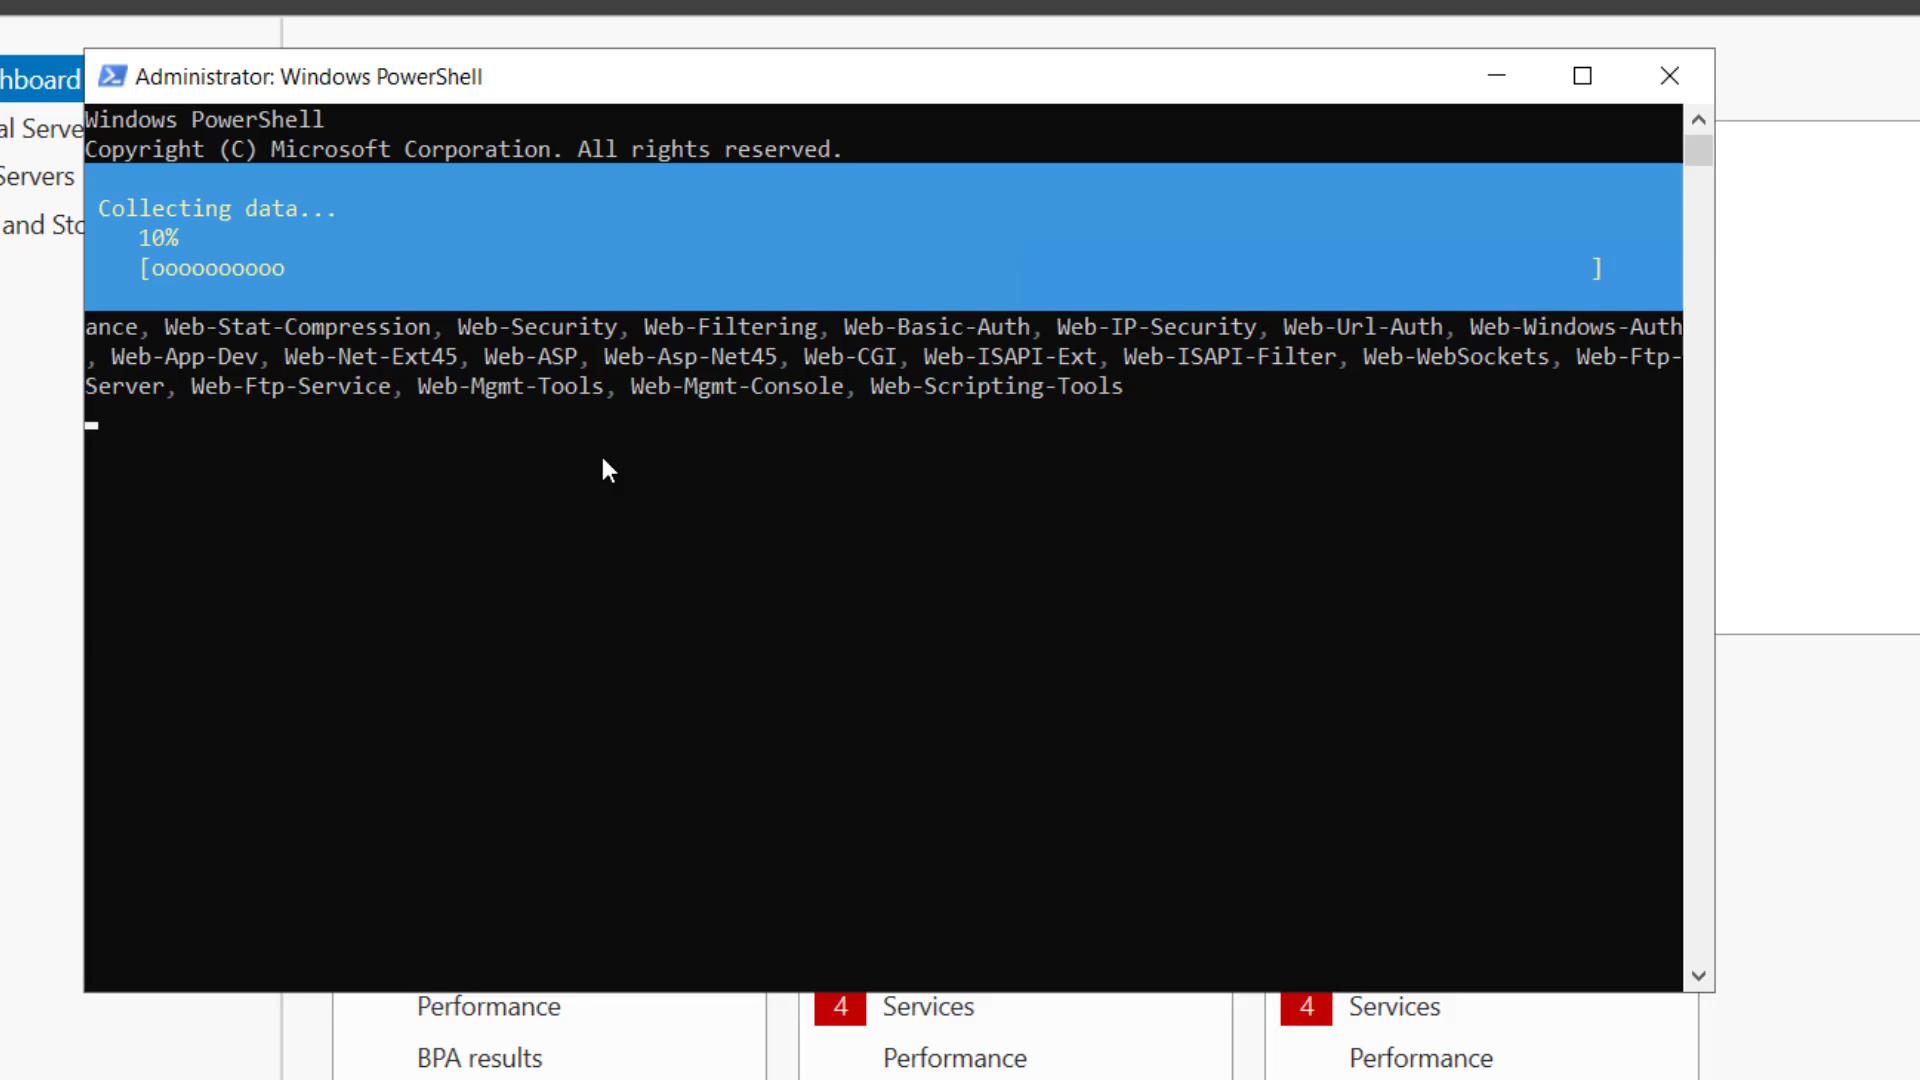 Administrator: Windows PowerShell
hboard
al Serve
Servers
and Sto
Windows PowerShell
Copyright (C) Microsoft Corporation. All rights reserved.
Collecting data...
10%
[oooooooooo ]
ance, Web-Stat-Compression, Web-Security, Web-Filtering, Web-Basic-Auth, Web-IP-Security, Web-Url-Auth, Web-Windows-Auth
, Web-App-Dev, Web-Net-Ext45, Web-ASP, Web-Asp-Net45, Web-CGI, Web-ISAPI-Ext, Web-ISAPI-Filter, Web-WebSockets, Web-Ftp-
Server, Web-Ftp-Service, Web-Mgmt-Tools, Web-Mgmt-Console, Web-Scripting-Tools
Performance
BPA results
4 Services
Performance
4 Services
Performance